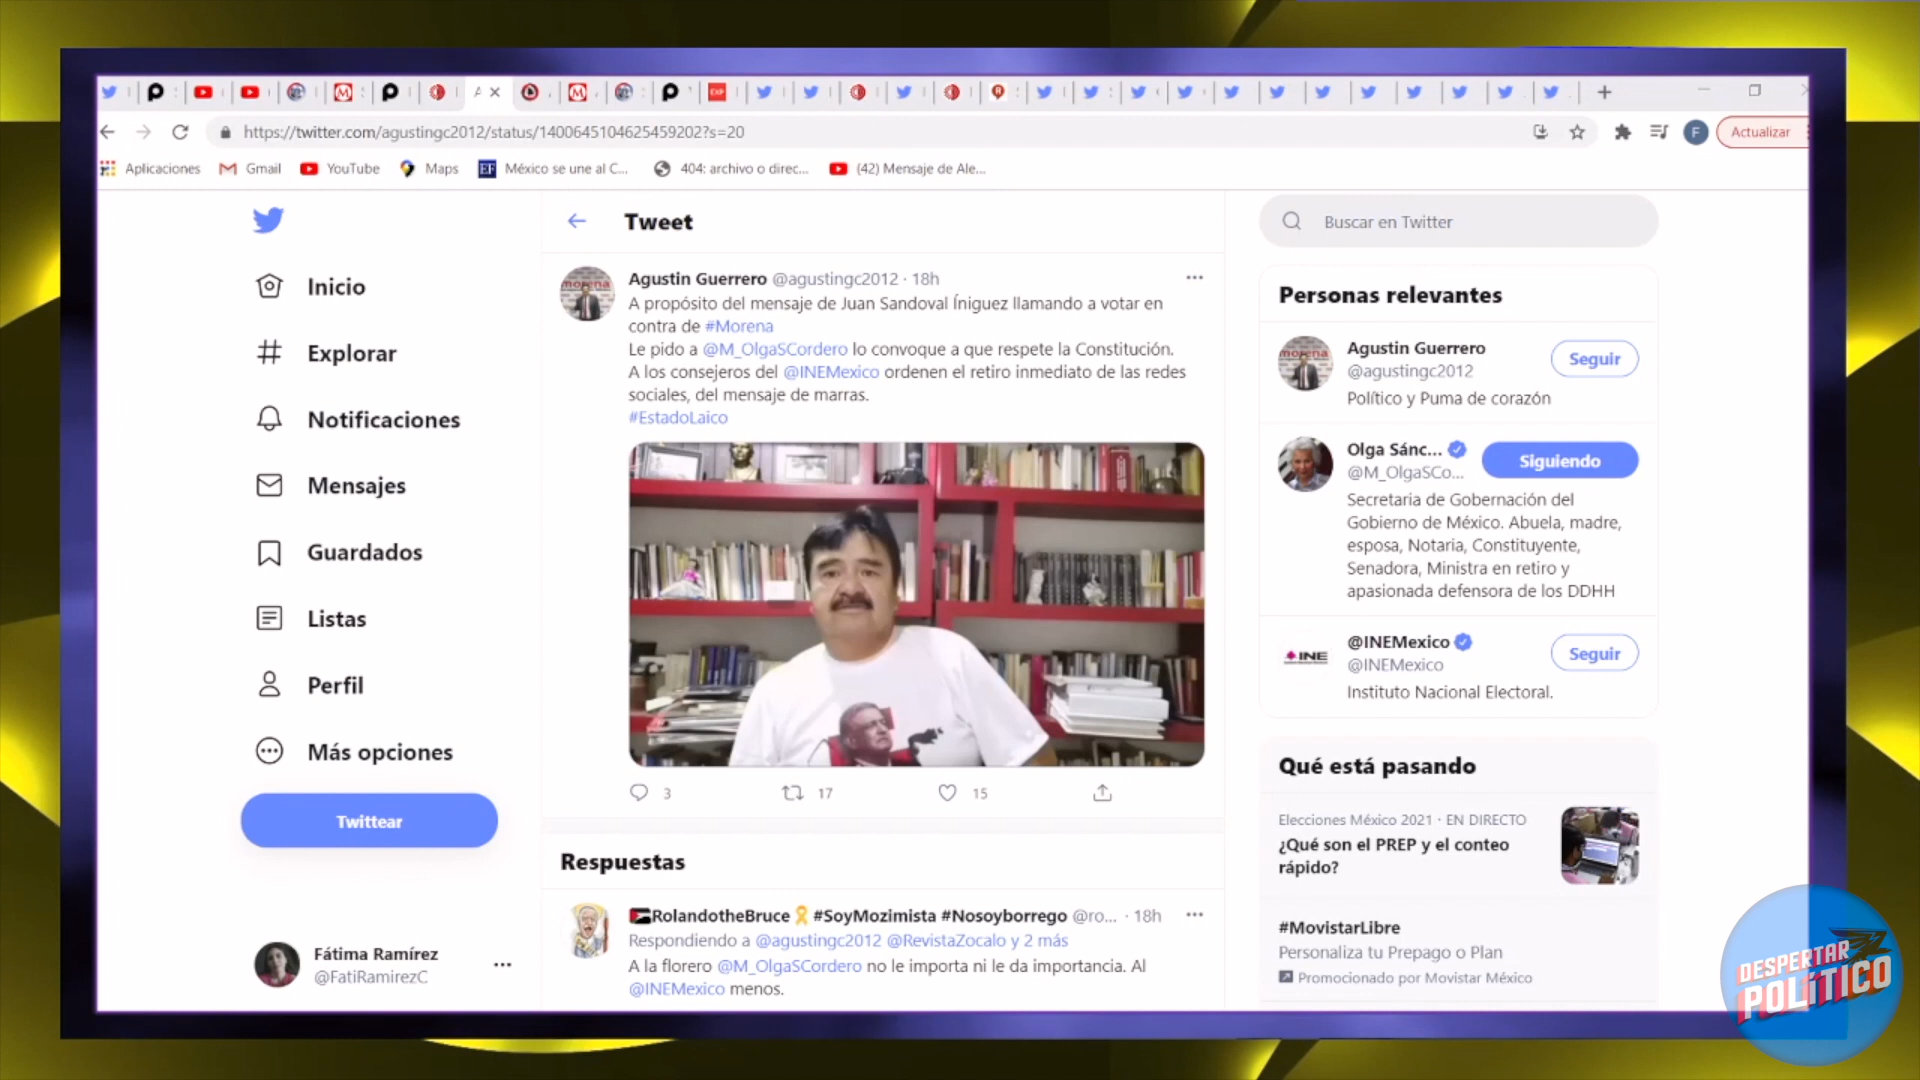 https://twitter.com/agustingc2012/status/1400645104625459202?s=20
F
Actualizar
Aplicaciones
Gmail
YouTube
Maps
EF
México se une al C...
404: archivo o direc...
(42) Mensaje de Ale...
Inicio
Explorar
Notificaciones
Mensajes
Guardados
Listas
Perfil
Más opciones
Twittear
Fátima Ramírez
@FatiRamirezC
Tweet
Agustin Guerrero @agustingc2012 · 18h
A propósito del mensaje de Juan Sandoval Íniguez llamando a votar en
contra de #Morena
Le pido a @M_OlgaSCordero lo convoque a que respete la Constitución.
A los consejeros del @INEMexico ordenen el retiro inmediato de las redes
sociales, del mensaje de marras.
#EstadoLaico
3
17
15
Respuestas
RolandotheBruce #SoyMozimista #Nosoyborrego @ro... · 18h
Respondiendo a @agustingc2012 @RevistaZocalo y 2 más
A la florero @M_OlgaSCordero no le importa ni le da importancia. Al
@INEMexico menos.
Buscar en Twitter
Personas relevantes
morena
Agustin Guerrero
@agustingc2012
Seguir
Político y Puma de corazón
Olga Sánc...
@M_OlgaSCo...
Siguiendo
Secretaria de Gobernación del
Gobierno de México. Abuela, madre,
esposa, Notaria, Constituyente,
Senadora, Ministra en retiro y
apasionada defensora de los DDHH
INE
@INEMexico
@INEMexico
Seguir
Instituto Nacional Electoral.
Qué está pasando
Elecciones México 2021 · EN DIRECTO
¿Qué son el PREP y el conteo
rápido?
#MovistarLibre
Personaliza tu Prepago o Plan
Promocionado por Movistar México
DESPERTAR
POLÍTICO